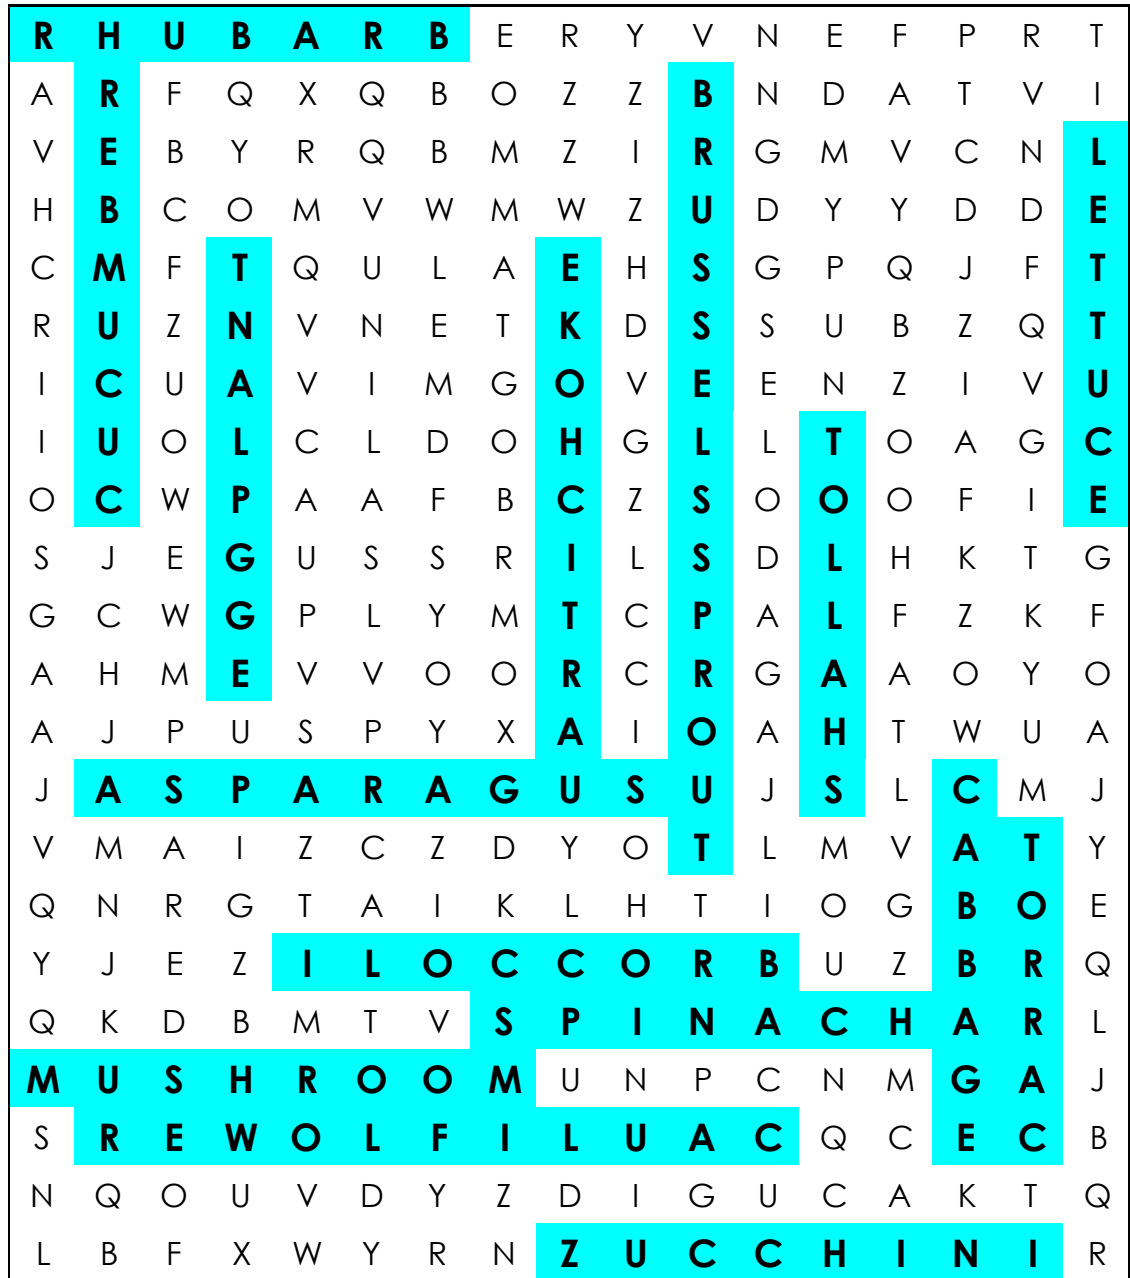 R H U B A R B E R Y V N E F P R T
A R F Q X Q B O Z Z B N D A T V I
V E B Y R Q B M Z I R G M V C N L
H B C O M V W M W Z U D Y Y D D E
C M F T Q U L A E H S G P Q J F T
R U Z N V N E T K D S S U B Z Q T
I C U A V I M G O V E E N Z I V U
I U O L C L D O H G L L T O A G C
O C W P A A F B C Z S O O O F I E
S J E G U S S R I L S D L H K T G
G C W G P L Y M T C P A L F Z K F
A H M E V V O O R C R G A A O Y O
A J P U S P Y X A I O A H T W U A
J A S P A R A G U S U J S L C M J
V M A I Z C Z D Y O T L M V A T Y
Q N R G T A I K L H T I O G B O E
Y J E Z I L O C C O R B U Z B R Q
Q K D B M T V S P I N A C H A R L
M U S H R O O M U N P C N M G A J
S R E W O L F I L U A C Q C E C B
N Q O U V D Y Z D I G U C A K T Q
L B F X W Y R N Z U C C H I N I R